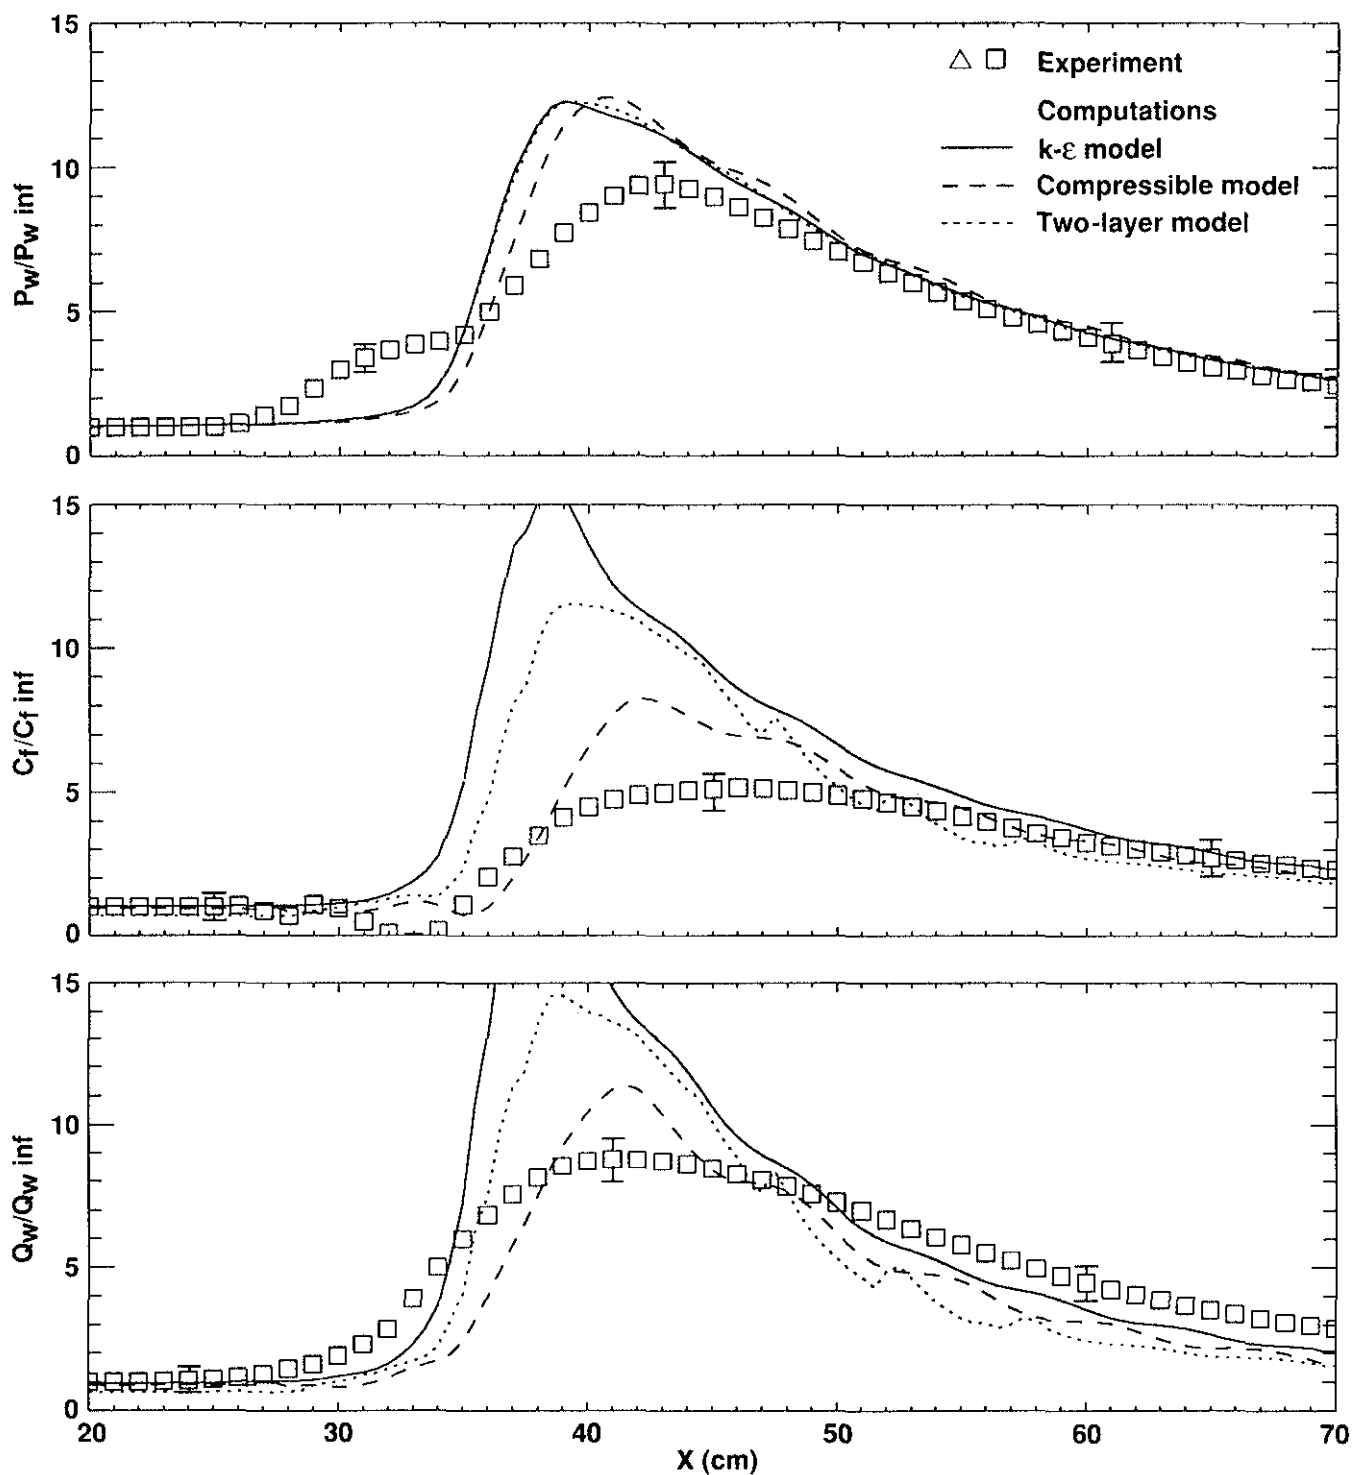 15
10
5
0
P_w/P_w inf
△ □ Experiment
Computations
k-ε model
Compressible model
Two-layer model
15
10
5
0
C_f/C_f inf
15
10
5
0
Q_w/Q_w inf
20 30 40 50 60 70
X (cm)